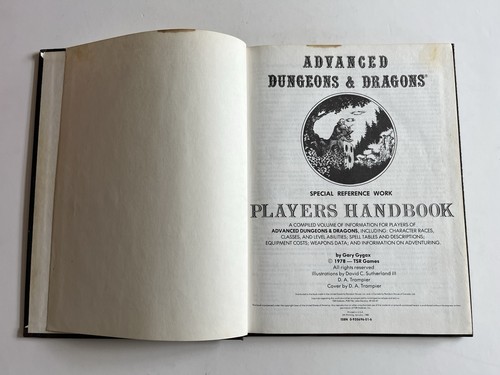 ADVANCED
DUNGEONS & DRAGONS®
SPECIAL REFERENCE WORK
PLAYERS HANDBOOK
A COMPILED VOLUME OF INFORMATION FOR PLAYERS OF
ADVANCED DUNGEONS & DRAGONS, INCLUDING: CHARACTER RACES,
CLASSES, AND LEVEL ABILITIES; SPELL TABLES AND DESCRIPTIONS;
EQUIPMENT COSTS; WEAPONS DATA; AND INFORMATION ON ADVENTURING.
by Gary Gygax
© 1978 — TSR Games
All rights reserved
Illustrations by David C. Sutherland III
D. A. Trampier
Cover by D. A. Trampier